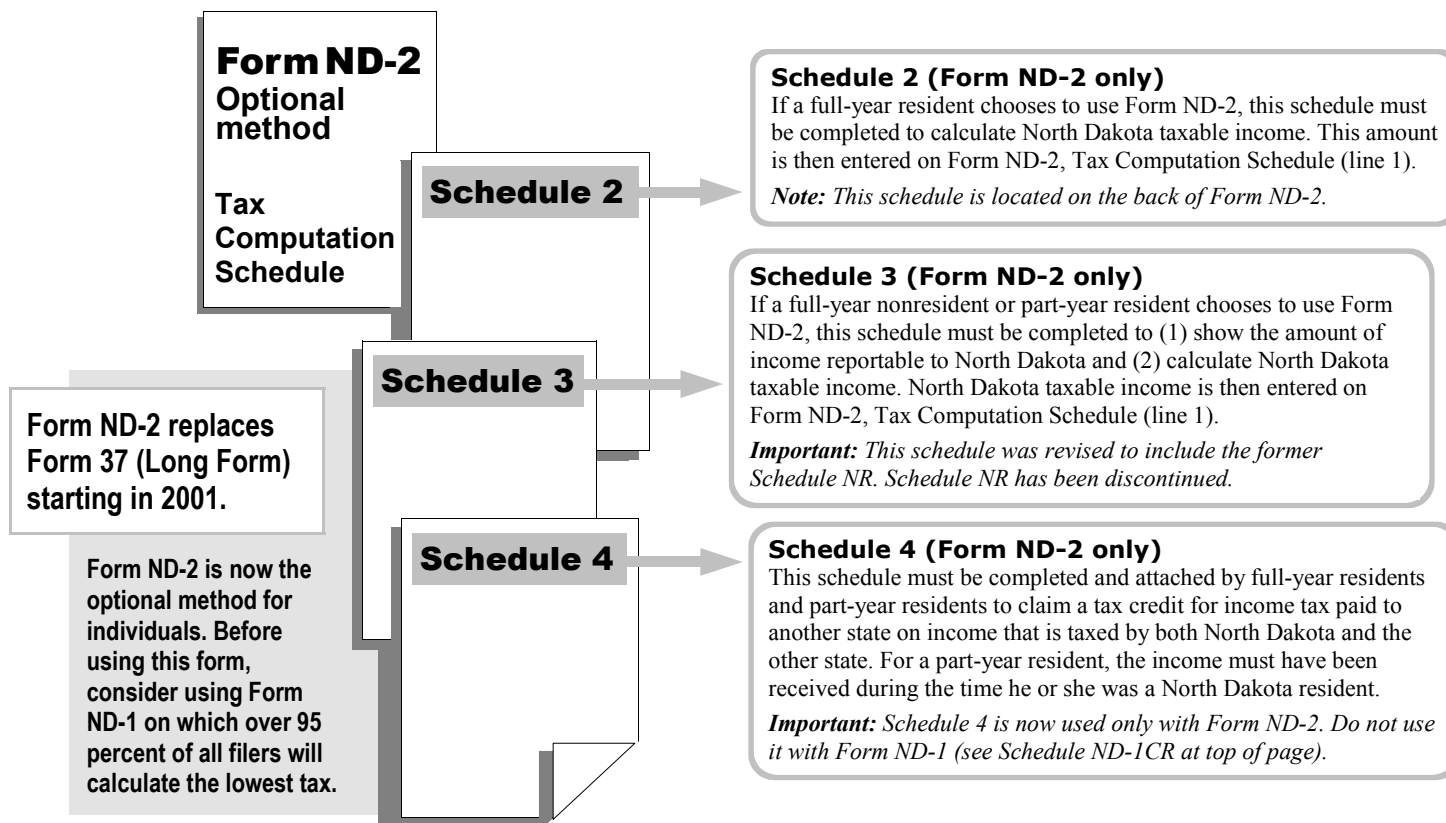 Form ND-2
Optional
method
Tax
Computation
Schedule
Schedule 2
Schedule 3
Schedule 4
Form ND-2 replaces
Form 37 (Long Form)
starting in 2001.
Form ND-2 is now the
optional method for
individuals. Before
using this form,
consider using Form
ND-1 on which over 95
percent of all filers will
calculate the lowest tax.
Schedule 2 (Form ND-2 only)
If a full-year resident chooses to use Form ND-2, this schedule must
be completed to calculate North Dakota taxable income. This amount
is then entered on Form ND-2, Tax Computation Schedule (line 1).
Note: This schedule is located on the back of Form ND-2.
Schedule 3 (Form ND-2 only)
If a full-year nonresident or part-year resident chooses to use Form
ND-2, this schedule must be completed to (1) show the amount of
income reportable to North Dakota and (2) calculate North Dakota
taxable income. North Dakota taxable income is then entered on
Form ND-2, Tax Computation Schedule (line 1).
Important: This schedule was revised to include the former
Schedule NR. Schedule NR has been discontinued.
Schedule 4 (Form ND-2 only)
This schedule must be completed and attached by full-year residents
and part-year residents to claim a tax credit for income tax paid to
another state on income that is taxed by both North Dakota and the
other state. For a part-year resident, the income must have been
received during the time he or she was a North Dakota resident.
Important: Schedule 4 is now used only with Form ND-2. Do not use
it with Form ND-1 (see Schedule ND-1CR at top of page).